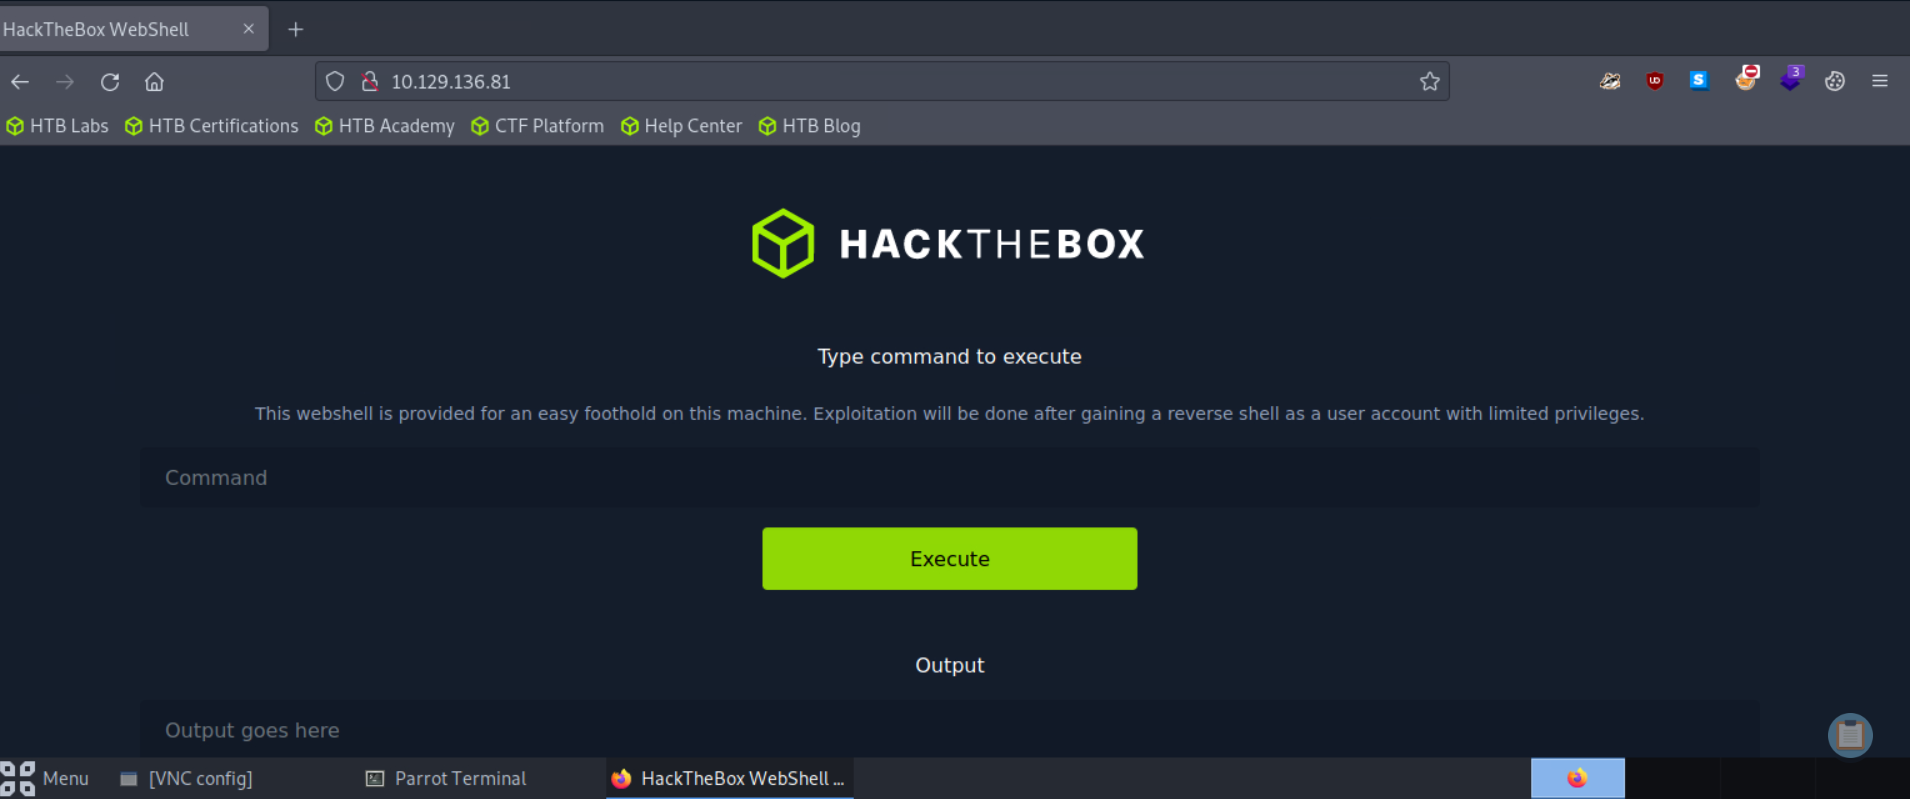 HackTheBox WebShell
10.129.136.81
3
HTB Labs HTB Certifications HTB Academy CTF Platform Help Center HTB Blog
HACKTHEBOX
Type command to execute
This webshell is provided for an easy foothold on this machine. Exploitation will be done after gaining a reverse shell as a user account with limited privileges.
Command
Execute
Output
Output goes here
Menu [VNC config] Parrot Terminal HackTheBox WebShell ...